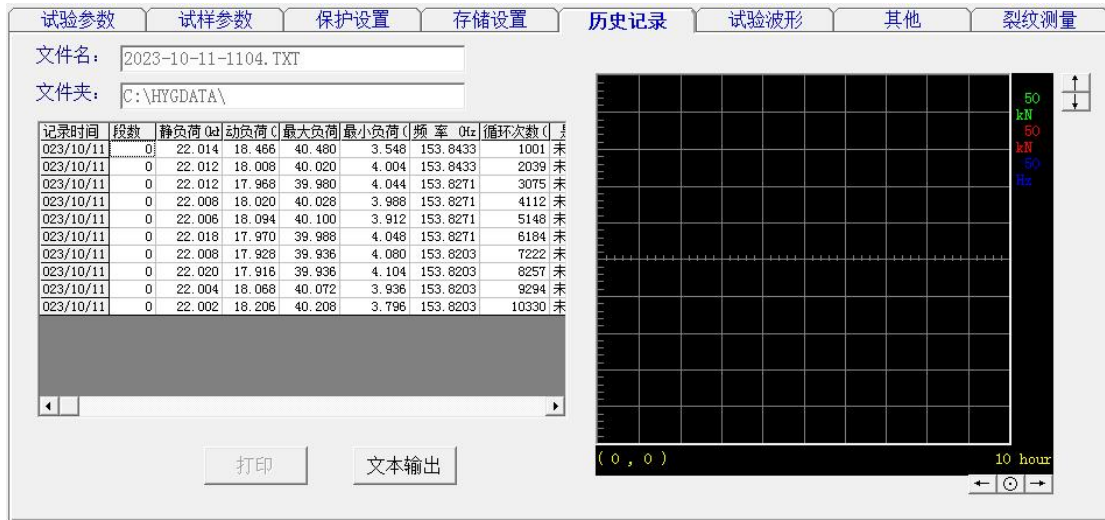 试验参数 试样参数 保护设置 存储设置 历史记录 试验波形 其他 裂纹测量
文件名： 2023-10-11-1104.TXT
文件夹： C:\HYGDATA\
记录时间 段数 静负荷(kN 动负荷( 最大负荷 最小负荷( 频 率 (Hz 循环次数(
023/10/11 0 22.014 18.466 40.480 3.548 153.8433 1001 未
023/10/11 0 22.012 18.008 40.020 4.004 153.8433 2039 未
023/10/11 0 22.012 17.968 39.980 4.044 153.8271 3075 未
023/10/11 0 22.008 18.020 40.028 3.988 153.8271 4112 未
023/10/11 0 22.006 18.094 40.100 3.912 153.8271 5148 未
023/10/11 0 22.018 17.970 39.988 4.048 153.8271 6184 未
023/10/11 0 22.008 17.928 39.936 4.080 153.8203 7222 未
023/10/11 0 22.020 17.916 39.936 4.104 153.8203 8257 未
023/10/11 0 22.004 18.068 40.072 3.936 153.8203 9294 未
023/10/11 0 22.002 18.206 40.208 3.796 153.8203 10330 未
打印 文本输出
50
kN
50
kN
50
Hz
(0,0) 10 hour